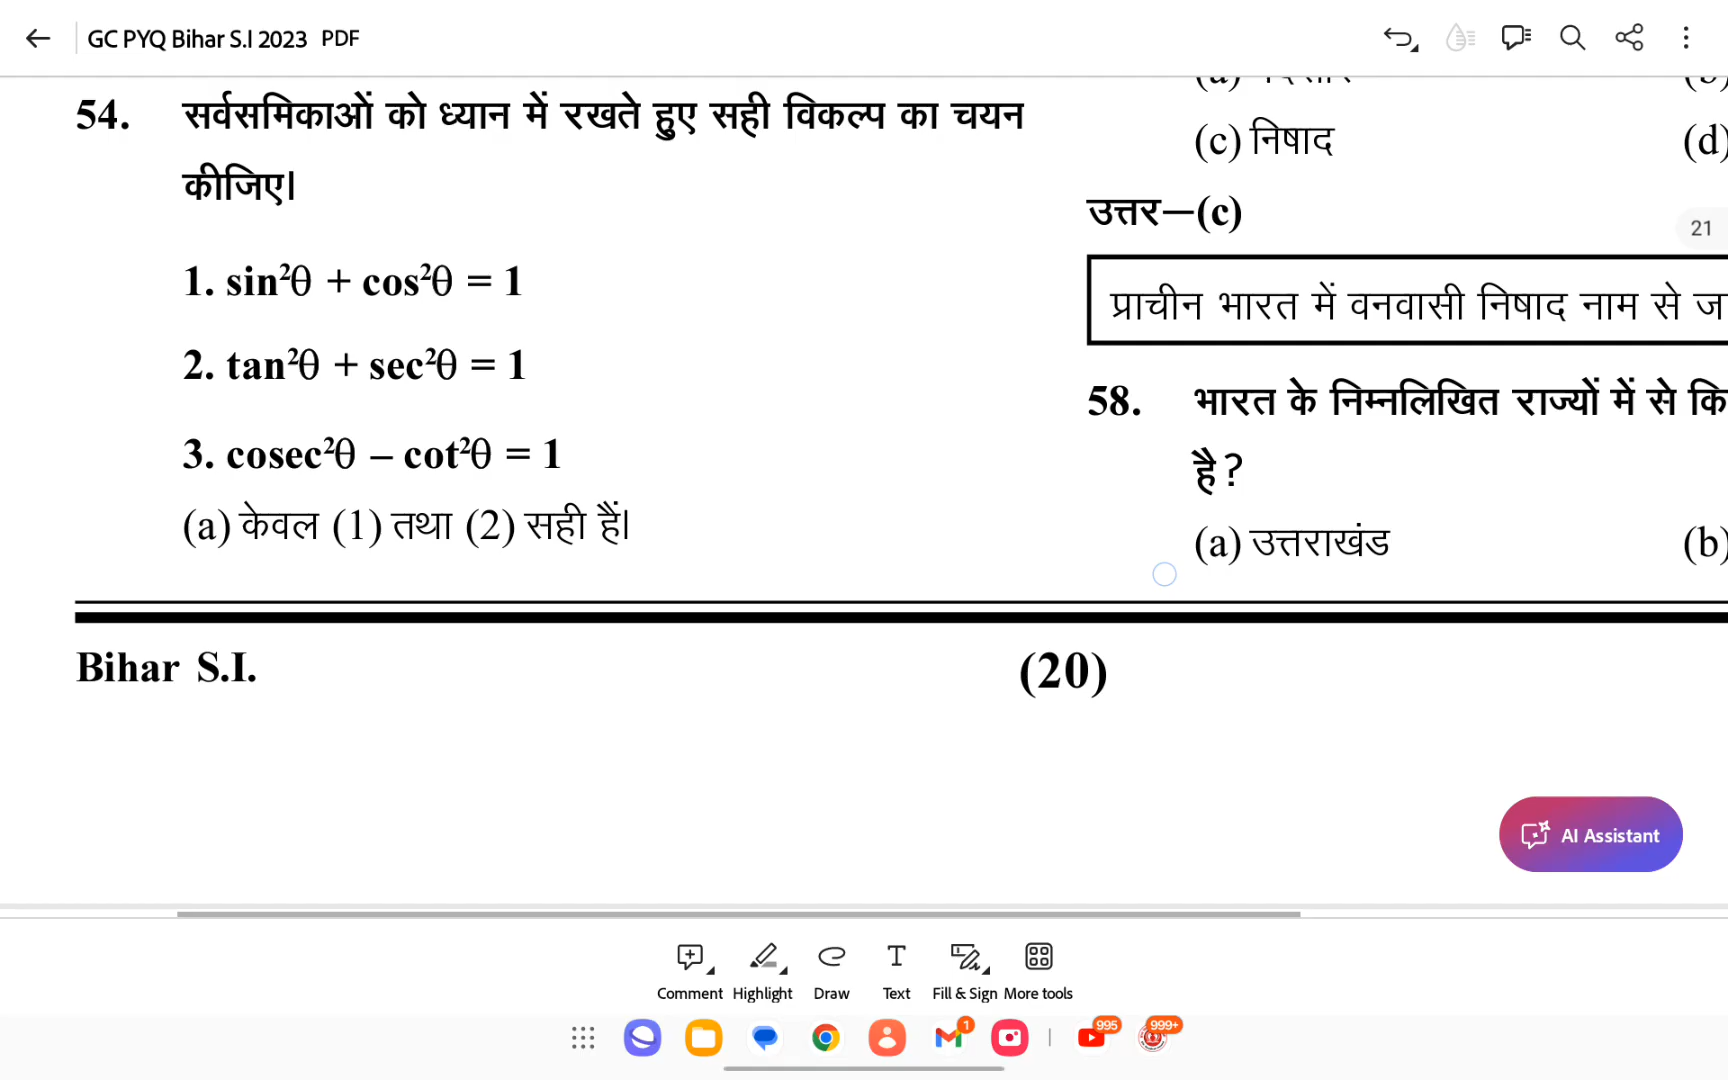 GC PYQ Bihar S.I 2023 PDF
54. सर्वसमिकाओं को ध्यान में रखते हुए सही विकल्प का चयन
कीजिए।
1. sin²θ + cos²θ = 1
2. tan²θ + sec²θ = 1
3. cosec²θ – cot²θ = 1
(a) केवल (1) तथा (2) सही हैं।
(c) निषाद
(d)
उत्तर—(c)
21
प्राचीन भारत में वनवासी निषाद नाम से
58. भारत के निम्नलिखित राज्यों में से
है ?
(a) उत्तराखंड
(b)
Bihar S.I.
(20)
AI Assistant
Comment Highlight Draw Text Fill & Sign More tools
1
995
999+